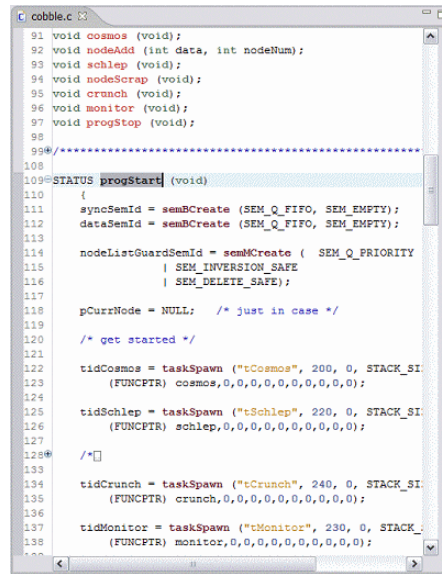 cobble.c
91 void cosmos (void);
92 void nodeAdd (int data, int nodeNum);
93 void schlep (void);
94 void nodeScrap (void);
95 void crunch (void);
96 void monitor (void);
97 void progStop (void);
98
99 /******************************************************
108
109 STATUS progStart (void)
110 {
111 syncSemId = semBCreate (SEM_Q_FIFO, SEM_EMPTY);
112 dataSemId = semBCreate (SEM_Q_FIFO, SEM_EMPTY);
113
114 nodeListGuardSemId = semMCreate ( SEM_Q_PRIORITY
115 | SEM_INVERSION_SAFE
116 | SEM_DELETE_SAFE);
117
118 pCurrNode = NULL; /* just in case */
119
120 /* get started */
121
122 tidCosmos = taskSpawn ("tCosmos", 200, 0, STACK_SI
123 (FUNCPTR) cosmos,0,0,0,0,0,0,0,0,0,0);
124
125 tidSchlep = taskSpawn ("tSchlep", 220, 0, STACK_SI
126 (FUNCPTR) schlep,0,0,0,0,0,0,0,0,0,0);
127
128 /*
133
134 tidCrunch = taskSpawn ("tCrunch", 240, 0, STACK_SI
135 (FUNCPTR) crunch,0,0,0,0,0,0,0,0,0,0);
136
137 tidMonitor = taskSpawn ("tMonitor", 230, 0, STACK_
138 (FUNCPTR) monitor,0,0,0,0,0,0,0,0,0,0);